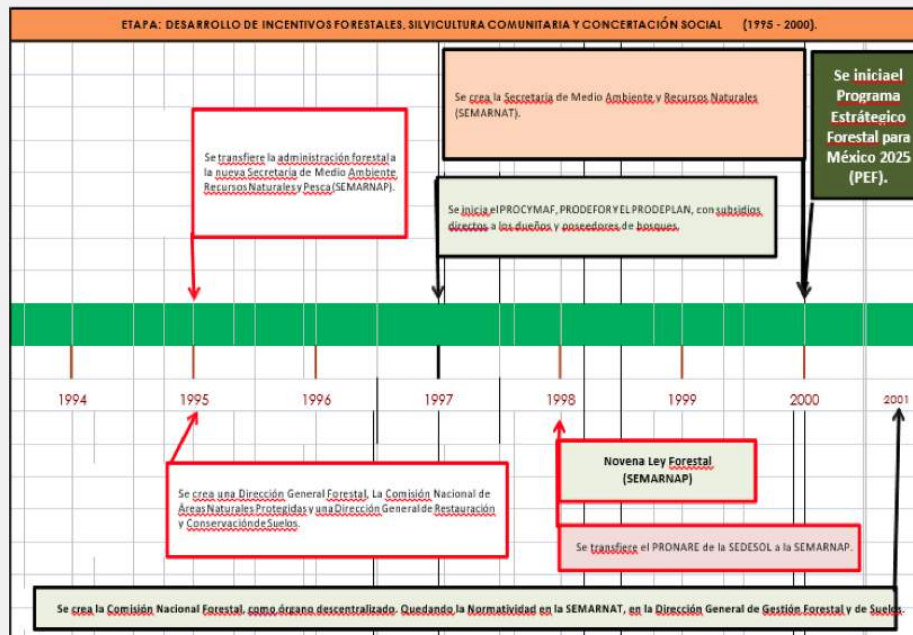 ETAPA: DESARROLLO DE INCENTIVOS FORESTALES, SILVICULTURA COMUNITARIA Y CONCERTACIÓN SOCIAL (1995 - 2000).
Se crea la Secretaría de Medio Ambiente y Recursos Naturales
(SEMARNAT).
Se iniciael
Programa
Estrátegico
Forestal para
México 2025
(PEF).
Se transfiere la administración forestal a
la nueva Secretaría de Medio Ambiente
Recursos Naturales y Pesca (SEMARNAP).
Se inicia el PROCYMAF, PRODEFOR Y EL PRODEPLAN, con subsidios
directos a los dueños y poseedores de bosques.
1994
1995
1996
1997
1998
1999
2000
2001
Se crea una Dirección General Forestal, La Comisión Nacional de
Áreas Naturales Protegidas y una Dirección General de Restauración
y Conservación de Suelos.
Novena Ley Forestal
(SEMARNAP)
Se transfiere el PRONARE de la SEDESOL a la SEMARNAP.
Se crea la Comisión Nacional Forestal, como órgano descentralizado. Quedando la Normatividad en la SEMARNAT, en la Dirección General de Gestión Forestal y de Suelos.